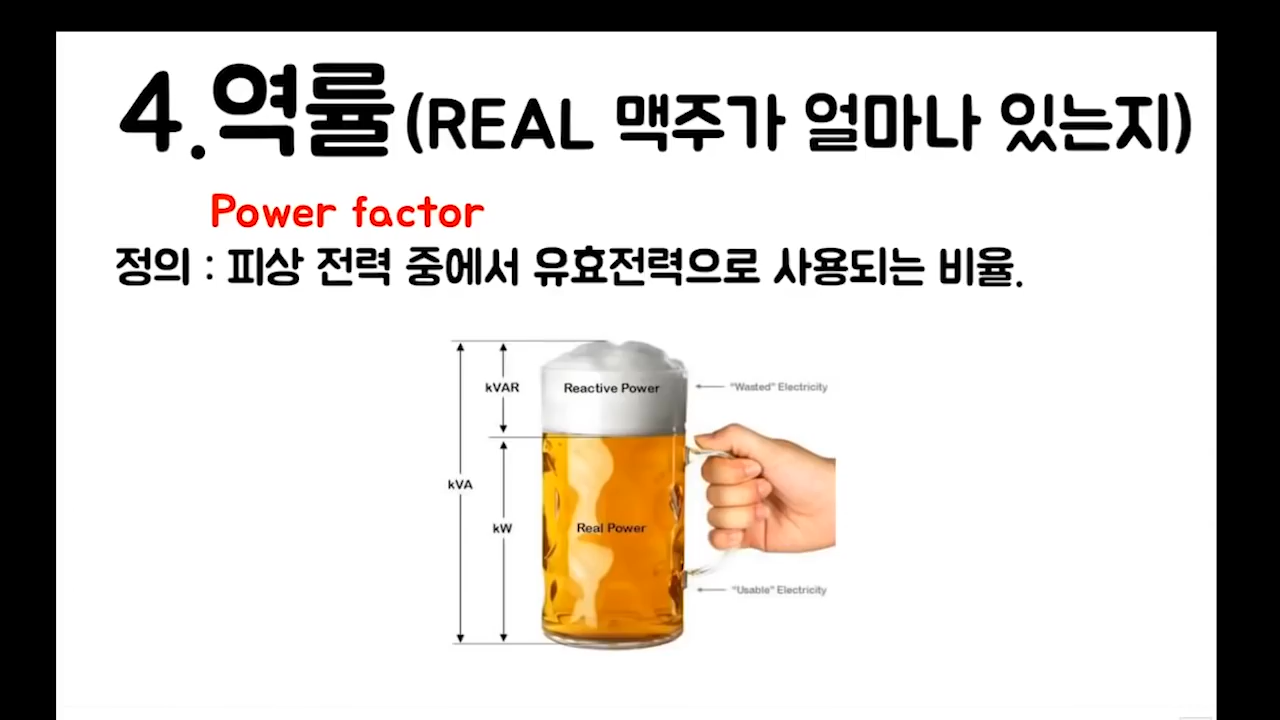 4.역률(REAL 맥주가 얼마나 있는지)
Power factor
정의 : 피상 전력 중에서 유효전력으로 사용되는 비율.
kVAR
Reactive Power
"Wasted" Electricity
kVA
kW
Real Power
"Usable" Electricity